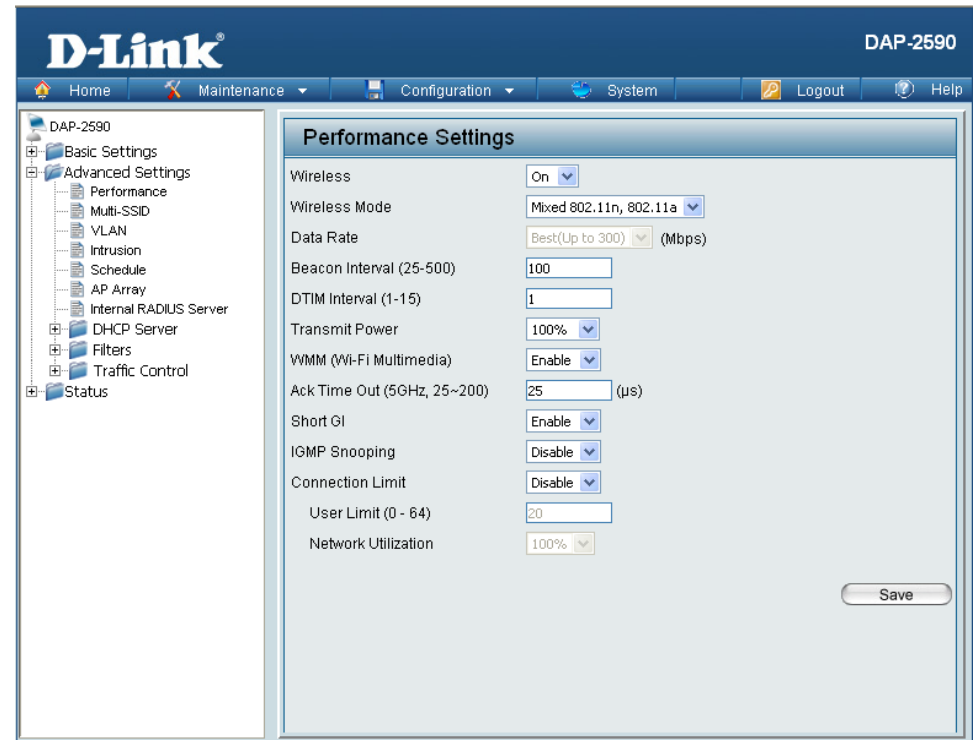 D-Link®
DAP-2590
Home Maintenance Configuration System Logout Help
DAP-2590
Basic Settings
Advanced Settings
Performance
Multi-SSID
VLAN
Intrusion
Schedule
AP Array
Internal RADIUS Server
DHCP Server
Filters
Traffic Control
Status
Performance Settings
Wireless On
Wireless Mode Mixed 802.11n, 802.11a
Data Rate Best(Up to 300) (Mbps)
Beacon Interval (25-500) 100
DTIM Interval (1-15) 1
Transmit Power 100%
WMM (Wi-Fi Multimedia) Enable
Ack Time Out (5GHz, 25~200) 25 (μs)
Short GI Enable
IGMP Snooping Disable
Connection Limit Disable
User Limit (0 - 64) 20
Network Utilization 100%
Save